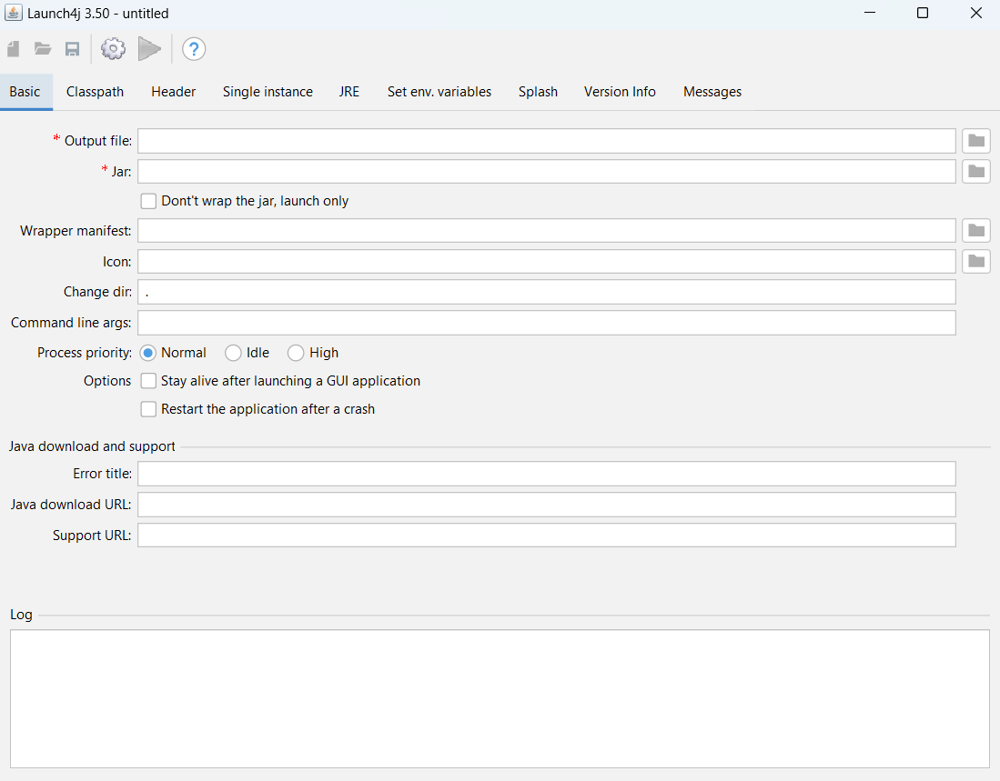 Launch4j 3.50 - untitled
?
Basic Classpath Header Single instance JRE Set env. variables Splash Version Info Messages
* Output file:
* Jar:
Dont't wrap the jar, launch only
Wrapper manifest:
Icon:
Change dir: .
Command line args:
Process priority: Normal Idle High
Options Stay alive after launching a GUI application
Restart the application after a crash
Java download and support
Error title:
Java download URL:
Support URL:
Log